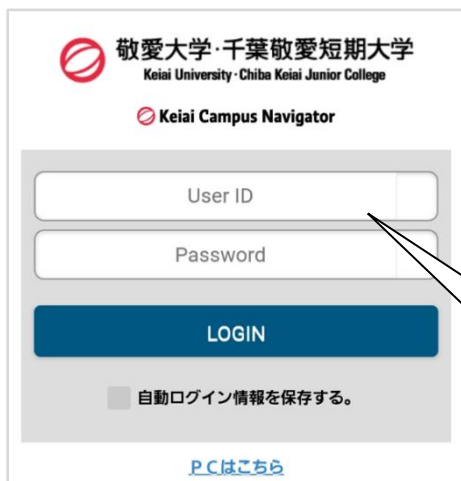 敬愛大学・千葉敬愛短期大学
Keiai University・Chiba Keiai Junior College
Keiai Campus Navigator
User ID
Password
LOGIN
自動ログイン情報を保存する。
ＰＣはこちら